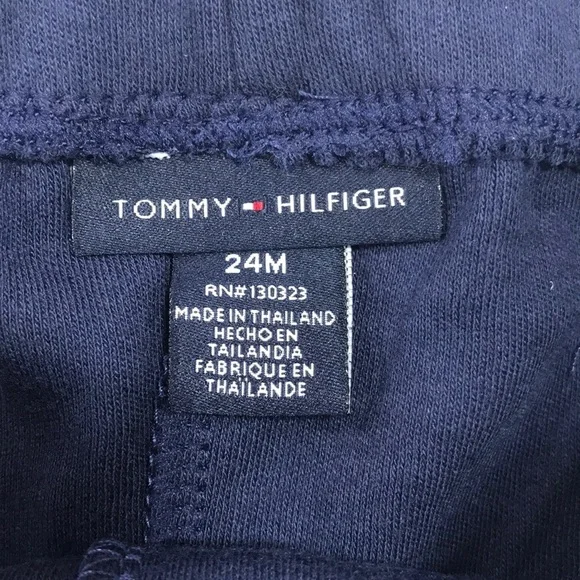 TOMMY HILFIGER
24M
RN#130323
MADE IN THAILAND
HECHO EN
TAILANDIA
FABRIQUE EN
THAÏLANDE